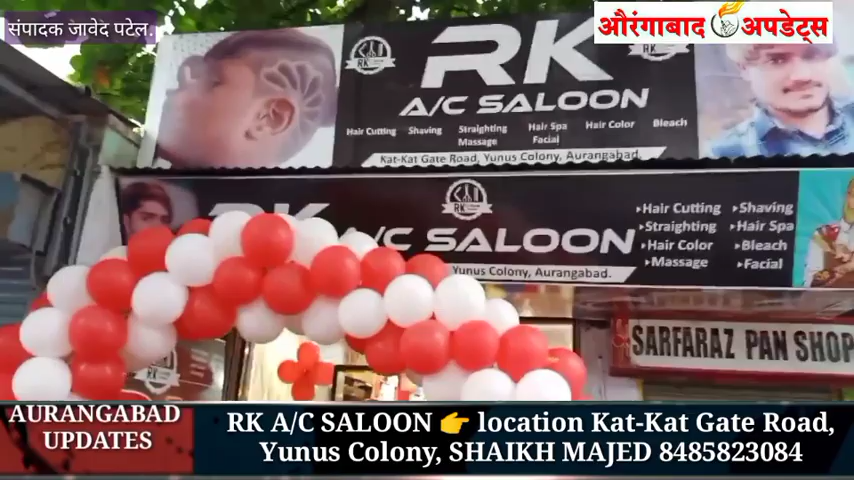 संपादक जावेद पटेल.
औरंगाबाद अपडेट्स
RK
A/C SALOON
Hair Cutting Shaving Straighting Hair Spa Hair Color Bleach
Massage Facial
Kat-Kat Gate Road, Yunus Colony, Aurangabad.
A/C SALOON
Yunus Colony, Aurangabad.
Hair Cutting Shaving
Straighting Hair Spa
Hair Color Bleach
Massage Facial
SARFARAZ PAN SHOP
AURANGABAD
UPDATES
RK A/C SALOON 👉 location Kat-Kat Gate Road,
Yunus Colony, SHAIKH MAJED 8485823084